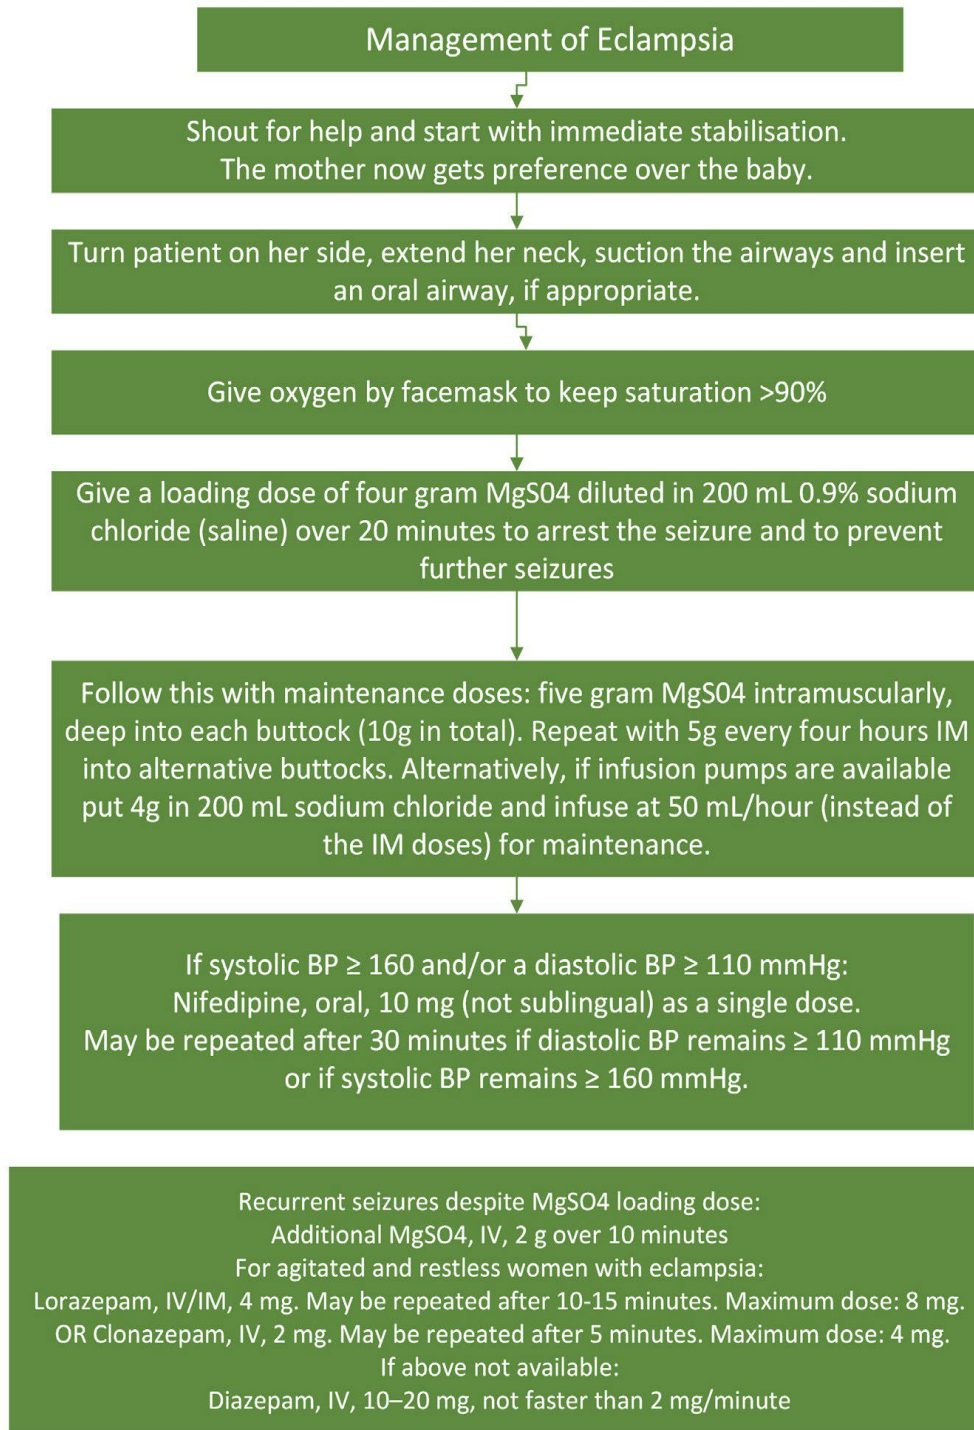 Management of Eclampsia
Shout for help and start with immediate stabilisation.
The mother now gets preference over the baby.
Turn patient on her side, extend her neck, suction the airways and insert
an oral airway, if appropriate.
Give oxygen by facemask to keep saturation >90%
Give a loading dose of four gram MgS04 diluted in 200 mL 0.9% sodium
chloride (saline) over 20 minutes to arrest the seizure and to prevent
further seizures
Follow this with maintenance doses: five gram MgS04 intramuscularly,
deep into each buttock (10g in total). Repeat with 5g every four hours IM
into alternative buttocks. Alternatively, if infusion pumps are available
put 4g in 200 mL sodium chloride and infuse at 50 mL/hour (instead of
the IM doses) for maintenance.
If systolic BP ≥ 160 and/or a diastolic BP ≥ 110 mmHg:
Nifedipine, oral, 10 mg (not sublingual) as a single dose.
May be repeated after 30 minutes if diastolic BP remains ≥ 110 mmHg
or if systolic BP remains ≥ 160 mmHg.
Recurrent seizures despite MgSO4 loading dose:
Additional MgSO4, IV, 2 g over 10 minutes
For agitated and restless women with eclampsia:
Lorazepam, IV/IM, 4 mg. May be repeated after 10-15 minutes. Maximum dose: 8 mg.
OR Clonazepam, IV, 2 mg. May be repeated after 5 minutes. Maximum dose: 4 mg.
If above not available:
Diazepam, IV, 10–20 mg, not faster than 2 mg/minute